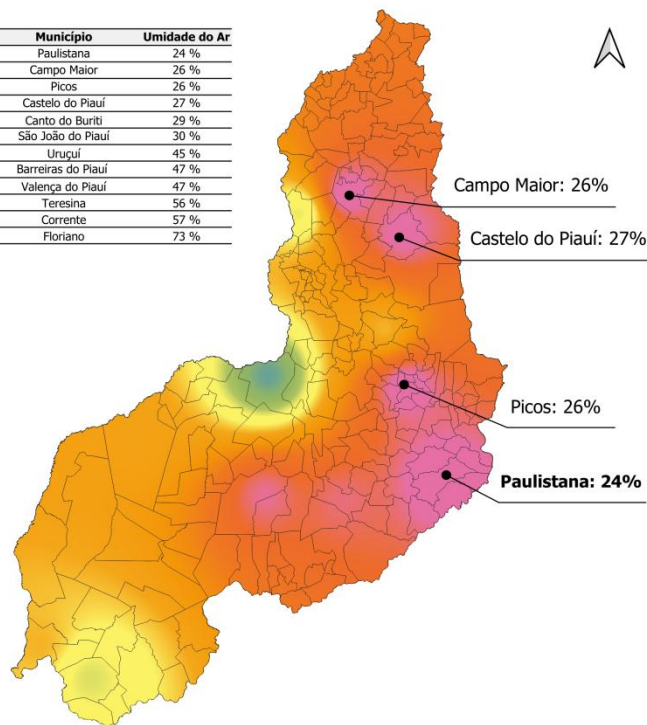 Município Umidade do Ar
Paulistana 24 %
Campo Maior 26 %
Picos 26 %
Castelo do Piauí 27 %
Canto do Buriti 29 %
São João do Piauí 30 %
Uruçuí 45 %
Barreiras do Piauí 47 %
Valença do Piauí 47 %
Teresina 56 %
Corrente 57 %
Floriano 73 %
Campo Maior: 26%
Castelo do Piauí: 27%
Picos: 26%
Paulistana: 24%